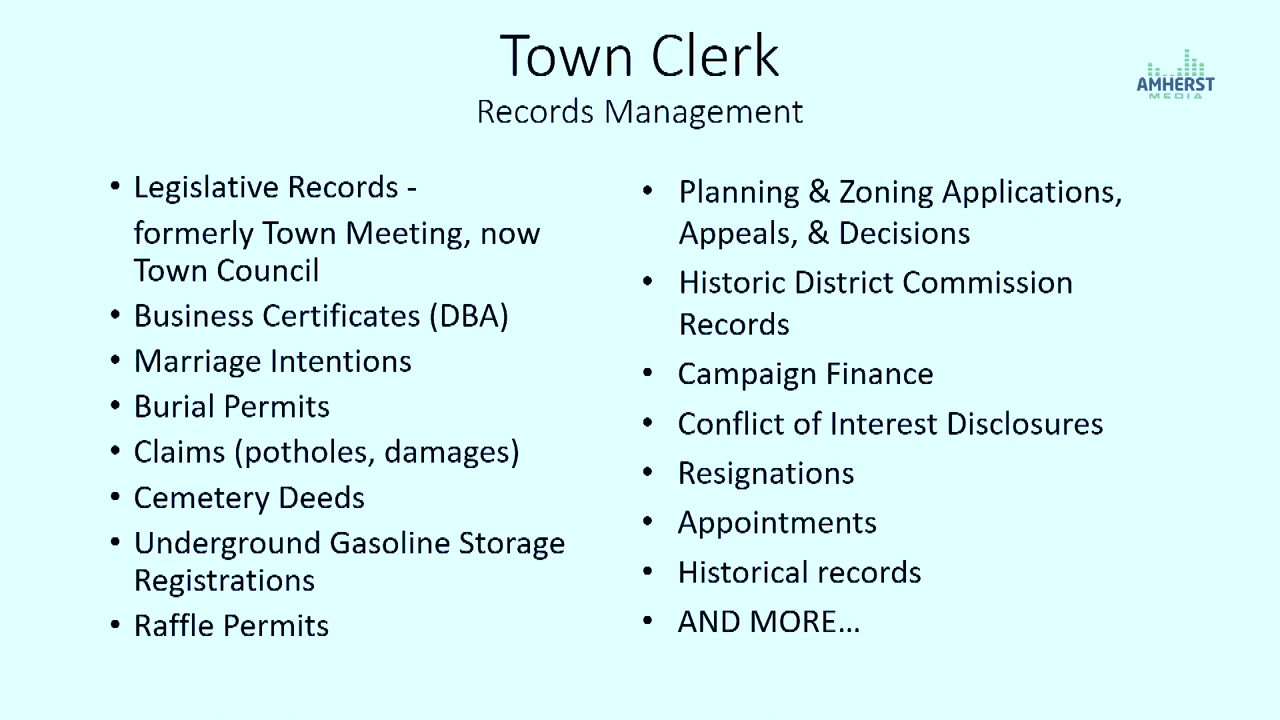 Town Clerk
Records Management
AMHERST
MEDIA
• Legislative Records -
formerly Town Meeting, now
Town Council
• Business Certificates (DBA)
• Marriage Intentions
• Burial Permits
• Claims (potholes, damages)
• Cemetery Deeds
• Underground Gasoline Storage
Registrations
• Raffle Permits
• Planning & Zoning Applications,
Appeals, & Decisions
• Historic District Commission
Records
• Campaign Finance
• Conflict of Interest Disclosures
• Resignations
• Appointments
• Historical records
• AND MORE…